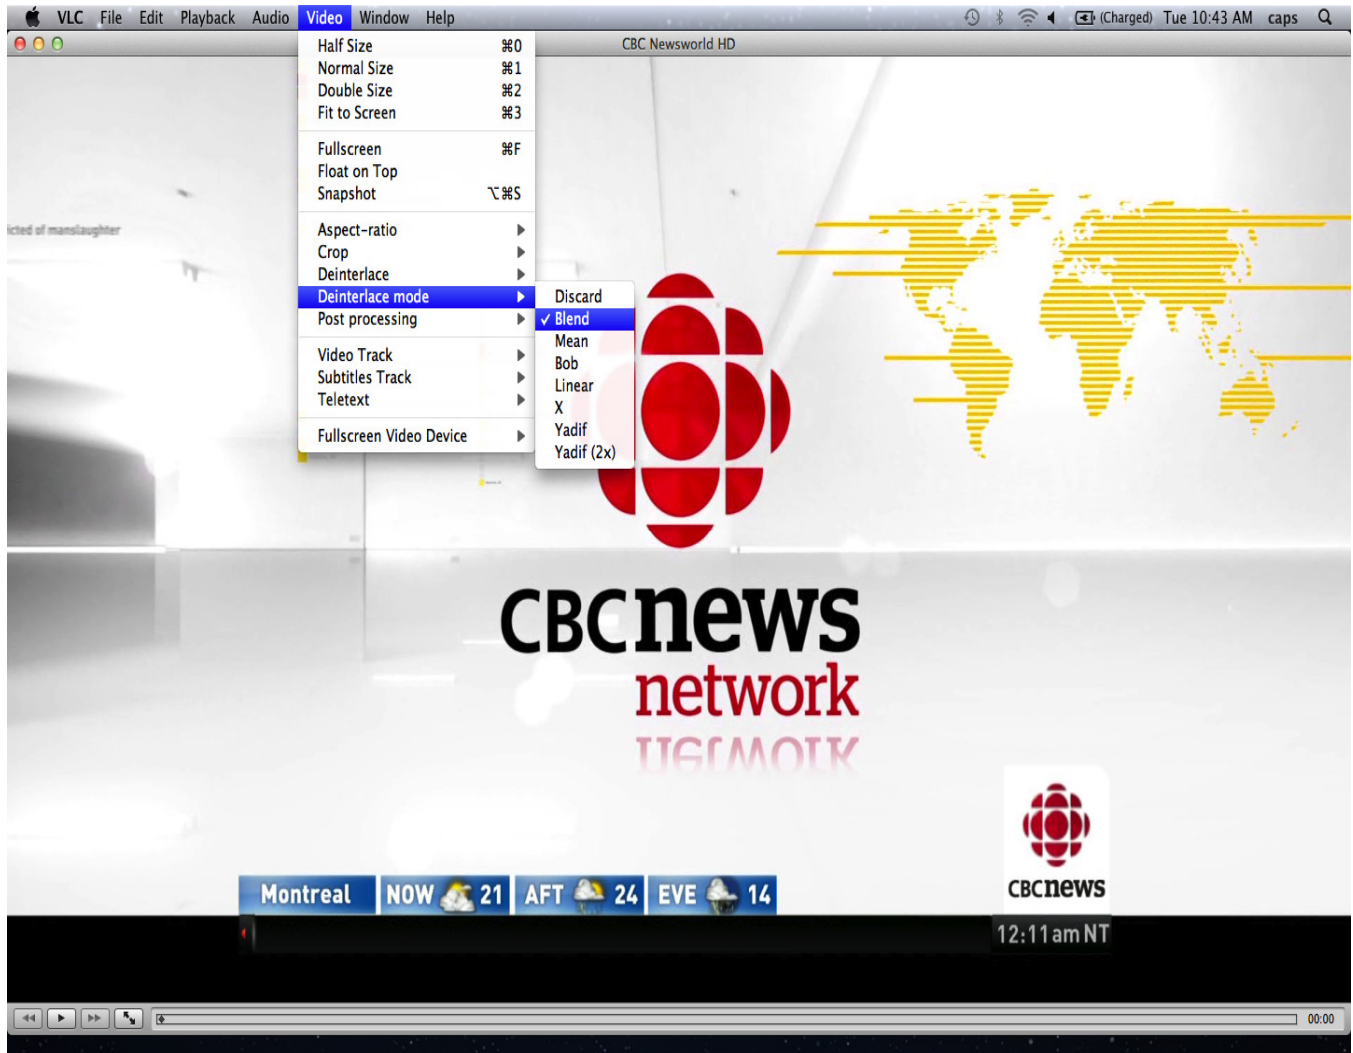 VLC File Edit Playback Audio Video Window Help (Charged) Tue 10:43 AM caps
CBC Newsworld HD
Half Size ⌘0
Normal Size ⌘1
Double Size ⌘2
Fit to Screen ⌘3
Fullscreen ⌘F
Float on Top
Snapshot ⌥⌘S
Aspect-ratio
Crop
Deinterlace
Deinterlace mode
Post processing
Video Track
Subtitles Track
Teletext
Fullscreen Video Device
Discard
✓ Blend
Mean
Bob
Linear
X
Yadif
Yadif (2x)
icted of manslaughter
CBCnews
network
Montreal NOW 21 AFT 24 EVE 14
CBCnews
12:11am NT
00:00